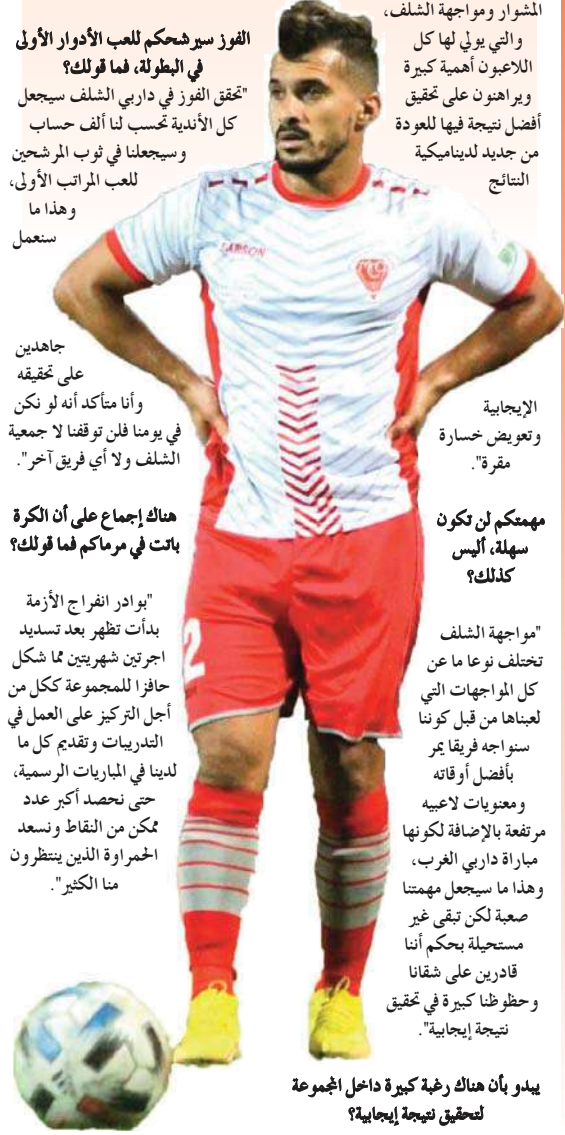 المشوار ومواجهة الشلف،
والتي يولي لها كل
اللاعبون أهمية كبيرة
ويراهنون على تحقيق
أفضل نتيجة فيها للعودة
من جديد لديناميكية
النتائج
الإيجابية
وتعويض خسارة
مقرة".
مهمتكم لن تكون
سهلة، أليس
كذلك؟
"مواجهة الشلف
تختلف نوعا ما عن
كل المواجهات التي
لعبناها من قبل كوننا
سنواجه فريقا يمر
بأفضل أوقاته
ومعنويات لاعبيه
مرتفعة بالإضافة لكونها
مباراة داربي الغرب،
وهذا ما سيجعل مهمتنا
صعبة لكن تبقى غير
مستحيلة بحكم أننا
قادرين على شقانا
وحظوظنا كبيرة في تحقيق
نتيجة إيجابية".
يبدو بأن هناك رغبة كبيرة داخل المجموعة
لتحقيق نتيجة إيجابية؟
الفوز سيرشحكم للعب الأدوار الأولى
في البطولة، فما قولك؟
"تحقق الفوز في داربي الشلف سيجعل
كل الأندية تحسب لنا ألف حساب
وسيجعلنا في ثوب المرشحين
للعب المراتب الأولى،
وهذا ما
سنعمل
جاهدين
على تحقيقه
وأنا متأكد أنه لو نكن
في يومنا فلن توقفنا لا جمعية
الشلف ولا أي فريق آخر".
هناك إجماع على أن الكرة
باتت في مرماكم فما قولك؟
"بوادر انفراج الأزمة
بدأت تظهر بعد تسديد
اجرتين شهريتين مما شكل
حافزا للمجموعة ككل من
أجل التركيز على العمل في
التدريبات وتقديم كل ما
لدينا في المباريات الرسمية،
حتى نحصد أكبر عدد
ممكن من النقاط ونسعد
الحمراوة الذين ينتظرون
منا الكثير".
SARSON
MCO
2